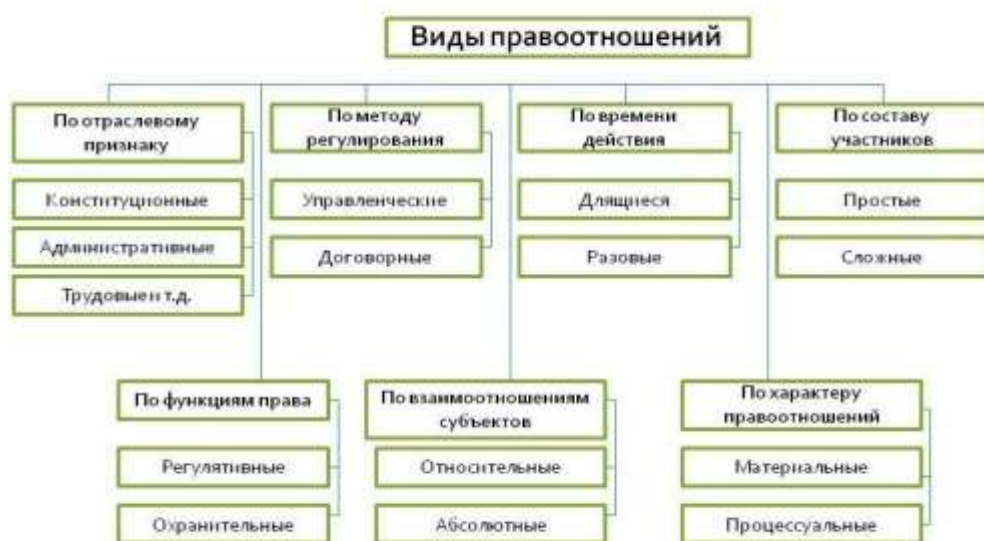 Виды правоотношений
По отраслевому
признаку
Конституционные
Административные
Трудовые и т.д.
По методу
регулирования
Управленческие
Договорные
По времени
действия
Длящиеся
Разовые
По составу
участников
Простые
Сложные
По функциям права
Регулятивные
Охранительные
По взаимоотношениям
субъектов
Относительные
Абсолютные
По характеру
правоотношений
Материальные
Процессуальные